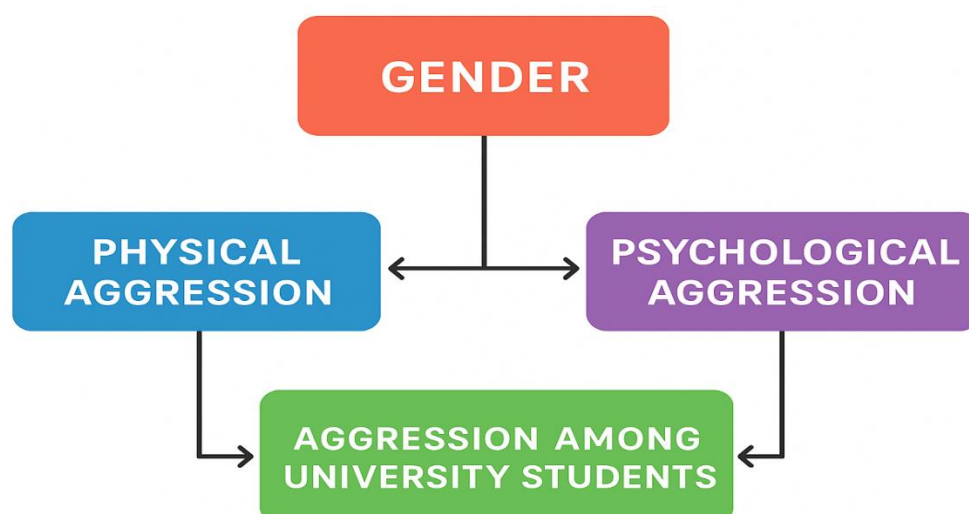 GENDER
PHYSICAL
AGGRESSION
PSYCHOLOGICAL
AGGRESSION
AGGRESSION AMONG
UNIVERSITY STUDENTS